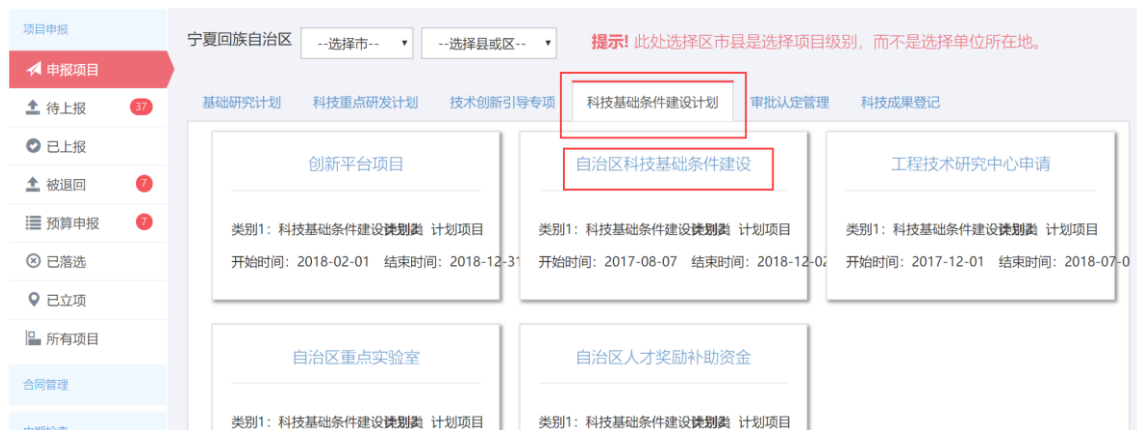 项目申报
申报项目
待上报 37
已上报
被退回 7
预算申报 7
已落选
已立项
所有项目
合同管理
宁夏回族自治区 --选择市-- --选择县或区-- 提示! 此处选择区市县是选择项目级别，而不是选择单位所在地。
基础研究计划 科技重点研发计划 技术创新引导专项 科技基础条件建设计划 审批认定管理 科技成果登记
创新平台项目 自治区科技基础条件建设 工程技术研究中心申请
类别1：科技基础条件建设 计划项目 类别1：科技基础条件建设 计划项目 类别1：科技基础条件建设 计划项目
开始时间：2018-02-01 结束时间：2018-12-31 开始时间：2017-08-07 结束时间：2018-12-02 开始时间：2017-12-01 结束时间：2018-07-0
自治区重点实验室 自治区人才奖励补助资金
类别1：科技基础条件建设 计划项目 类别1：科技基础条件建设 计划项目